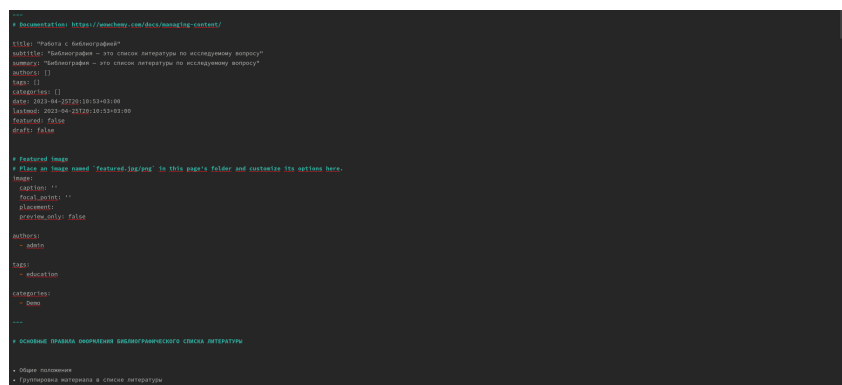 ---
# Documentation: https://wowchemy.com/docs/managing-content/
title: "Работа с библиографией"
subtitle: "Библиография — это список литературы по исследуемому вопросу"
summary: "Библиография — это список литературы по исследуемому вопросу"
authors: []
tags: []
categories: []
date: 2023-04-25T20:10:53+03:00
lastmod: 2023-04-25T20:10:53+03:00
featured: false
draft: false
# Featured image
# Place an image named `featured.jpg/png` in this page's folder and customize its options here.
image:
  caption: ''
  focal_point: ''
  placement:
  preview_only: false
authors:
  - admin
tags:
  - education
categories:
  - Demo
---
# ОСНОВНЫЕ ПРАВИЛА ОФОРМЛЕНИЯ БИБЛИОГРАФИЧЕСКОГО СПИСКА ЛИТЕРАТУРЫ
• Общие положения
• Группировка материала в списке литературы